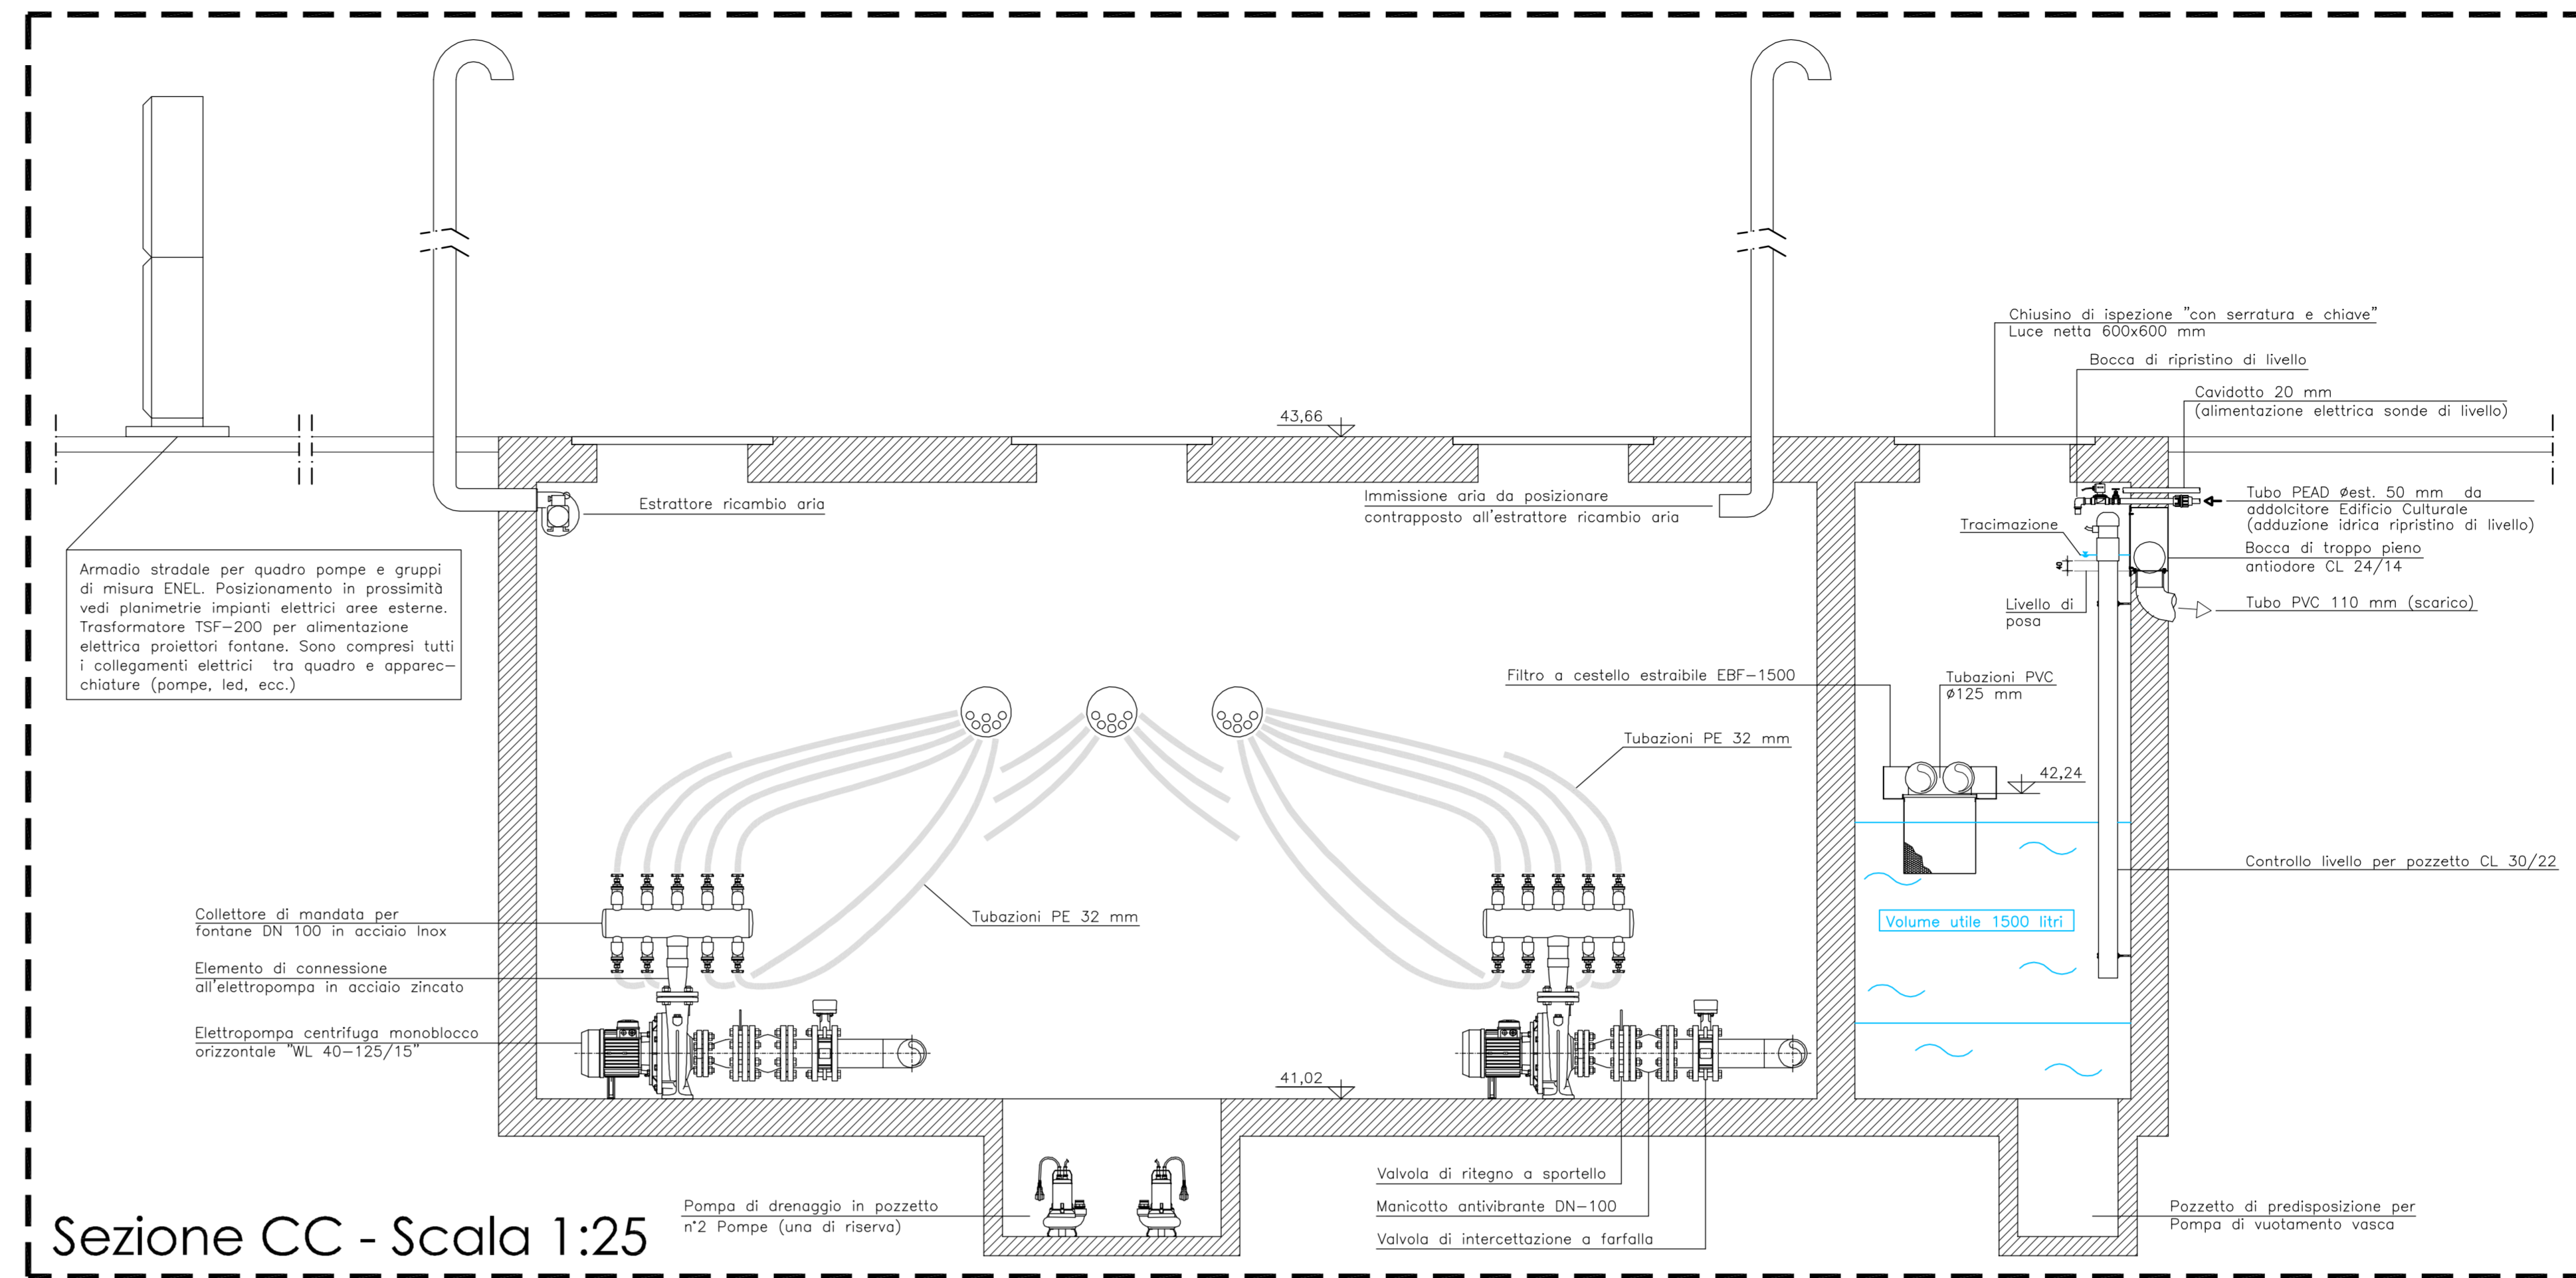 Chiusino di ispezione "con serratura e chiave"
Luce netta 600x600 mm
Bocca di ripristino di livello
Cavidotto 20 mm
(alimentazione elettrica sonde di livello)
43,66
Estrattore ricambio aria
Immissione aria da posizionare
contrapposto all'estrattore ricambio aria
Tubo PEAD øest. 50 mm da
addolcitore Edificio Culturale
(adduzione idrica ripristino di livello)
Tracimazione
Bocca di troppo pieno
antiodore CL 24/14
40
Livello di
posa
Tubo PVC 110 mm (scarico)
Armadio stradale per quadro pompe e gruppi
di misura ENEL. Posizionamento in prossimità
vedi planimetrie impianti elettrici aree esterne.
Trasformatore TSF-200 per alimentazione
elettrica proiettori fontane. Sono compresi tutti
i collegamenti elettrici tra quadro e apparec-
chiature (pompe, led, ecc.)
Filtro a cestello estraibile EBF-1500
Tubazioni PVC
ø125 mm
Tubazioni PE 32 mm
42,24
Controllo livello per pozzetto CL 30/22
Collettore di mandata per
fontane DN 100 in acciaio Inox
Tubazioni PE 32 mm
Volume utile 1500 litri
Elemento di connessione
all'elettropompa in acciaio zincato
Elettropompa centrifuga monoblocco
orizzontale "WL 40-125/15"
41,02
Valvola di ritegno a sportello
Manicotto antivibrante DN-100
Valvola di intercettazione a farfalla
Pompa di drenaggio in pozzetto
n°2 Pompe (una di riserva)
Pozzetto di predisposizione per
Pompa di vuotamento vasca
Sezione CC - Scala 1:25